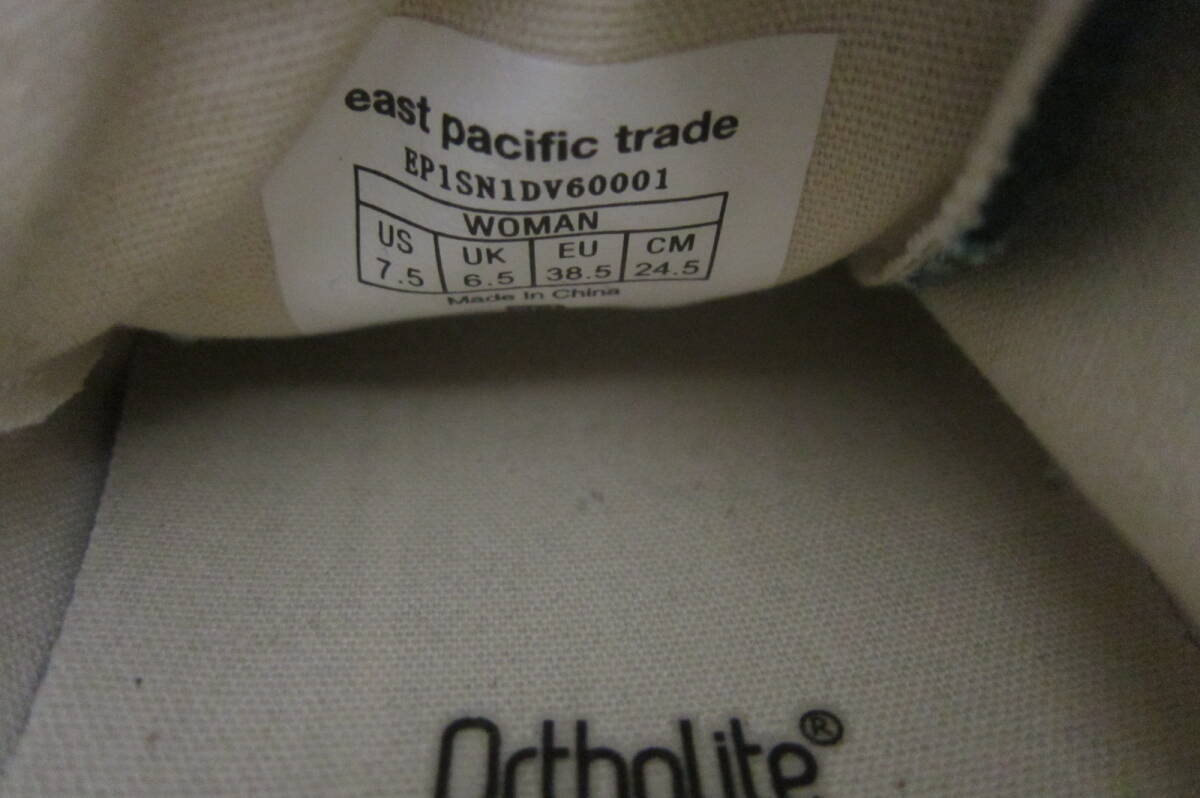 east pacific trade
EP1SN1DV60001
WOMAN
US UK EU CM
7.5 6.5 38.5 24.5
Made In China
OrthoLite®